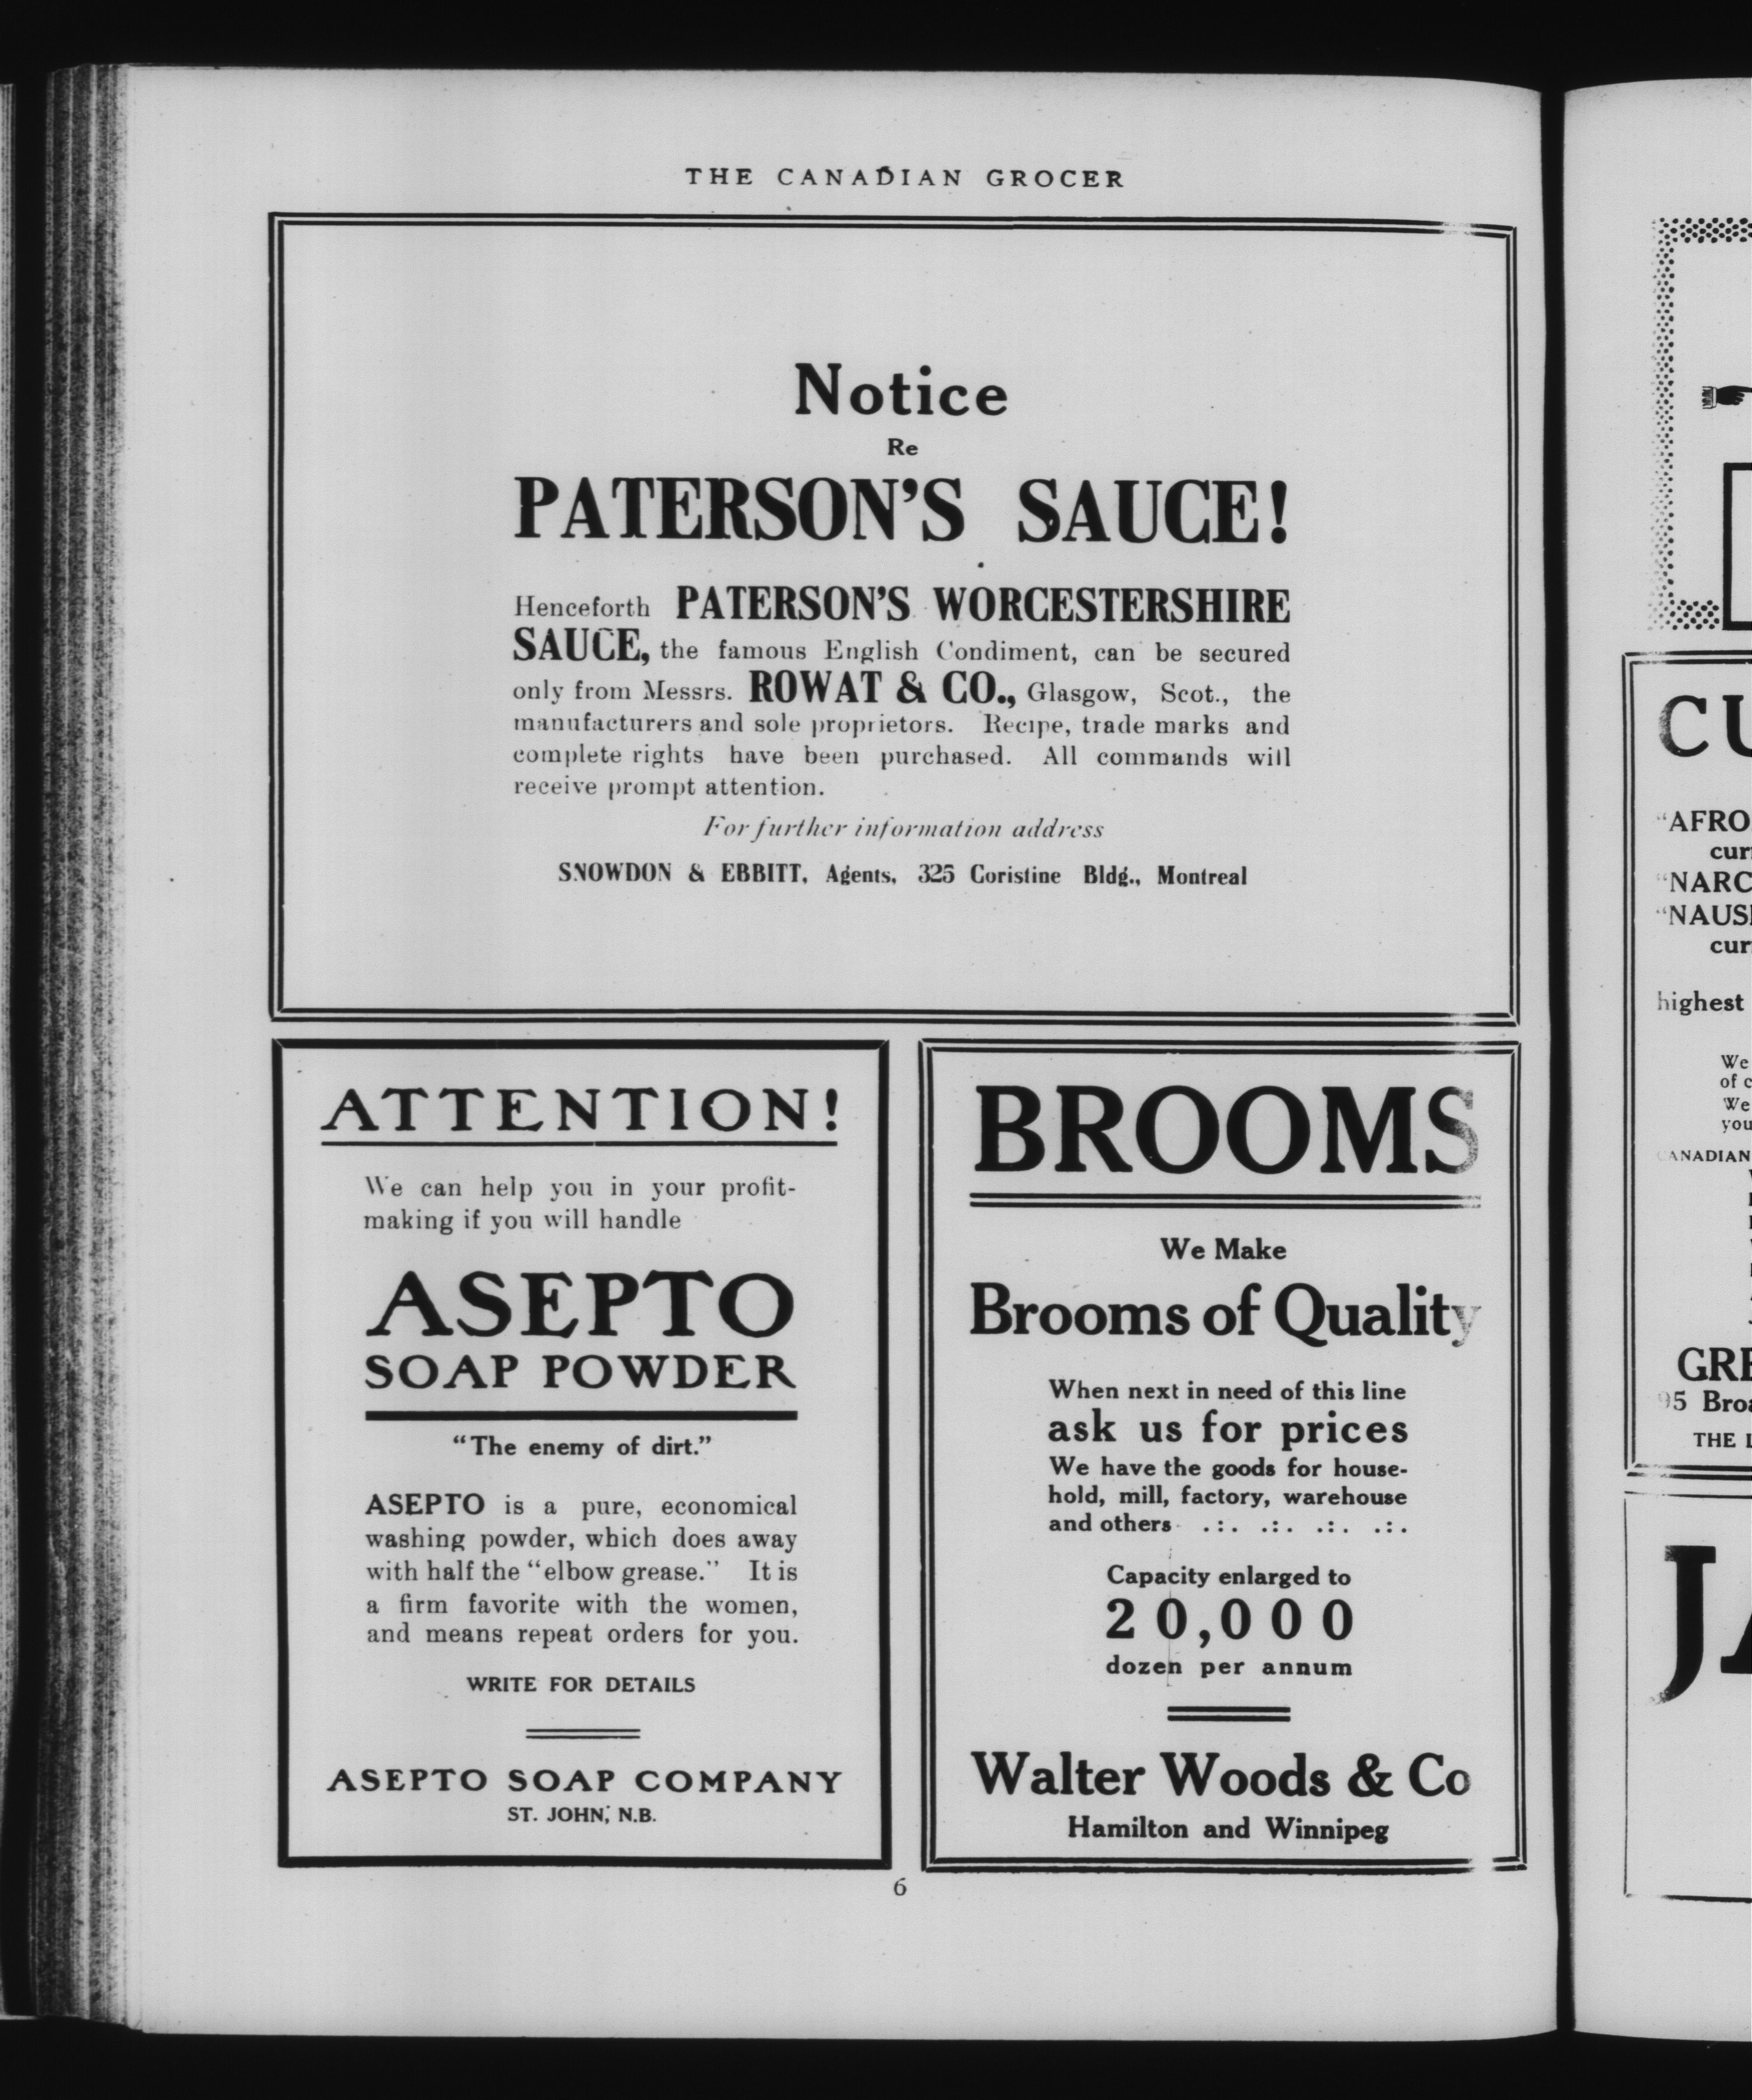 THE CANADIAN GROCER
Notice
Re
PATERSON'S SAUCE!
Henceforth PATERSON'S WORCESTERSHIRE
SAUCE, the famous English Condiment, can be secured
only from Messrs. ROWAT & CO., Glasgow, Scot., the
manufacturers and sole proprietors. Recipe, trade marks and
complete rights have been purchased. All commands will
receive prompt attention.
For further information address
SNOWDON & EBBITT, Agents, 325 Coristine Bldg., Montreal
ATTENTION!
We can help you in your profit-
making if you will handle
ASEPTO
SOAP POWDER
"The enemy of dirt."
ASEPTO is a pure, economical
washing powder, which does away
with half the "elbow grease." It is
a firm favorite with the women,
and means repeat orders for you.
WRITE FOR DETAILS
ASEPTO SOAP COMPANY
ST. JOHN, N.B.
BROOMS
We Make
Brooms of Quality
When next in need of this line
ask us for prices
We have the goods for house-
hold, mill, factory, warehouse
and others .:. .:. .:. .:.
Capacity enlarged to
20,000
dozen per annum
Walter Woods & Co
Hamilton and Winnipeg
6
CU
"AFRO
"NARC
highest
We
of c
We
you
CANADIAN
GRE
95 Broa
THE L
JA